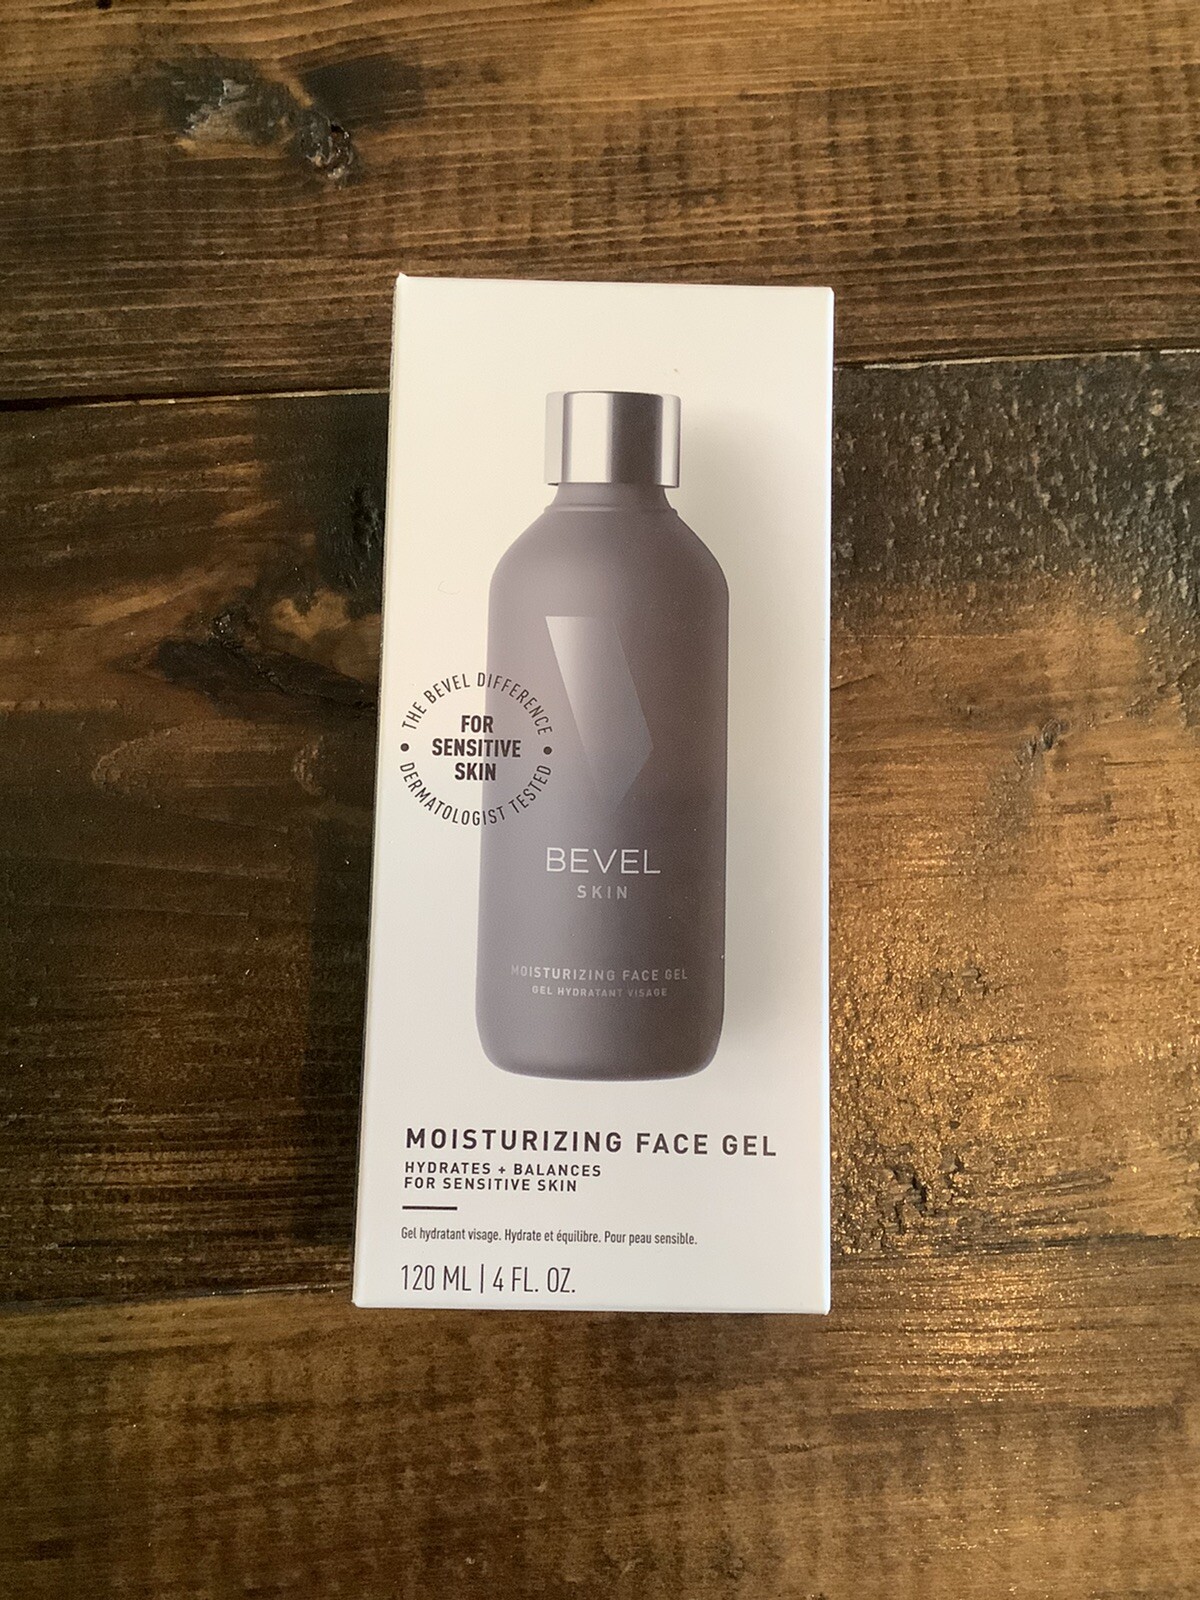 THE BEVEL DIFFERENCE
FOR
SENSITIVE
SKIN
DERMATOLOGIST TESTED
BEVEL
SKIN
MOISTURIZING FACE GEL
GEL HYDRATANT VISAGE
MOISTURIZING FACE GEL
HYDRATES + BALANCES
FOR SENSITIVE SKIN
Gel hydratant visage. Hydrate et équilibre. Pour peau sensible.
120 ML | 4 FL. OZ.